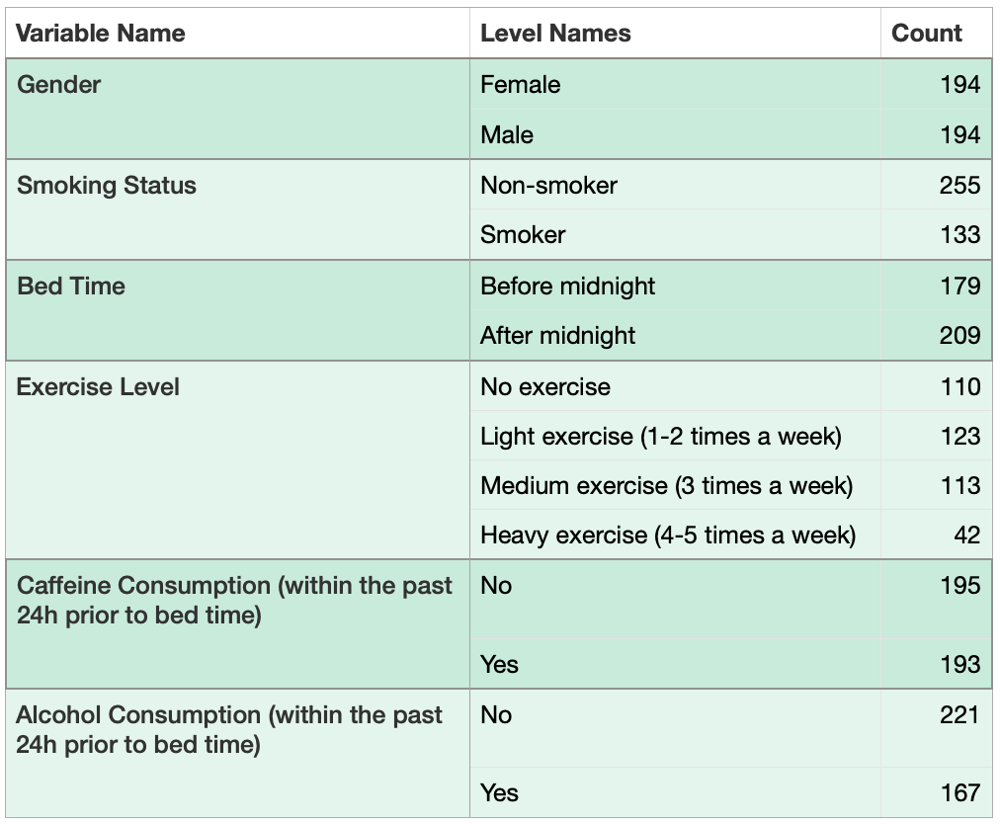 Variable Name Level Names Count
Gender Female 194
Male 194
Smoking Status Non-smoker 255
Smoker 133
Bed Time Before midnight 179
After midnight 209
Exercise Level No exercise 110
Light exercise (1-2 times a week) 123
Medium exercise (3 times a week) 113
Heavy exercise (4-5 times a week) 42
Caffeine Consumption (within the past No 195
24h prior to bed time)
Yes 193
Alcohol Consumption (within the past No 221
24h prior to bed time)
Yes 167